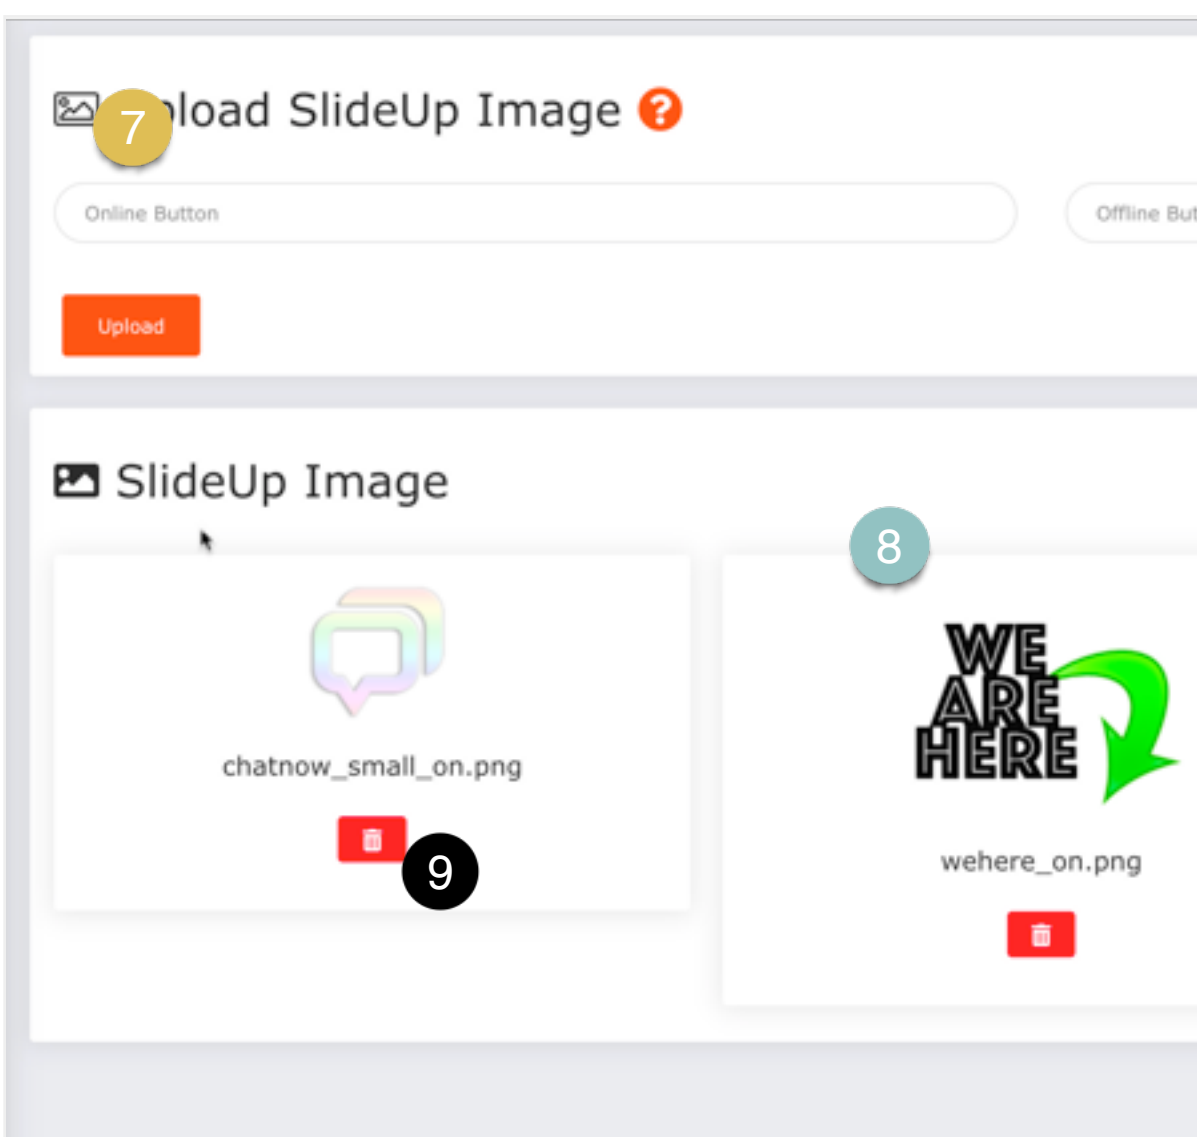 7
pload SlideUp Image ?
Online Button
Offline But
Upload
SlideUp Image
8
WE
ARE
HERE
chatnow_small_on.png
9
wehere_on.png